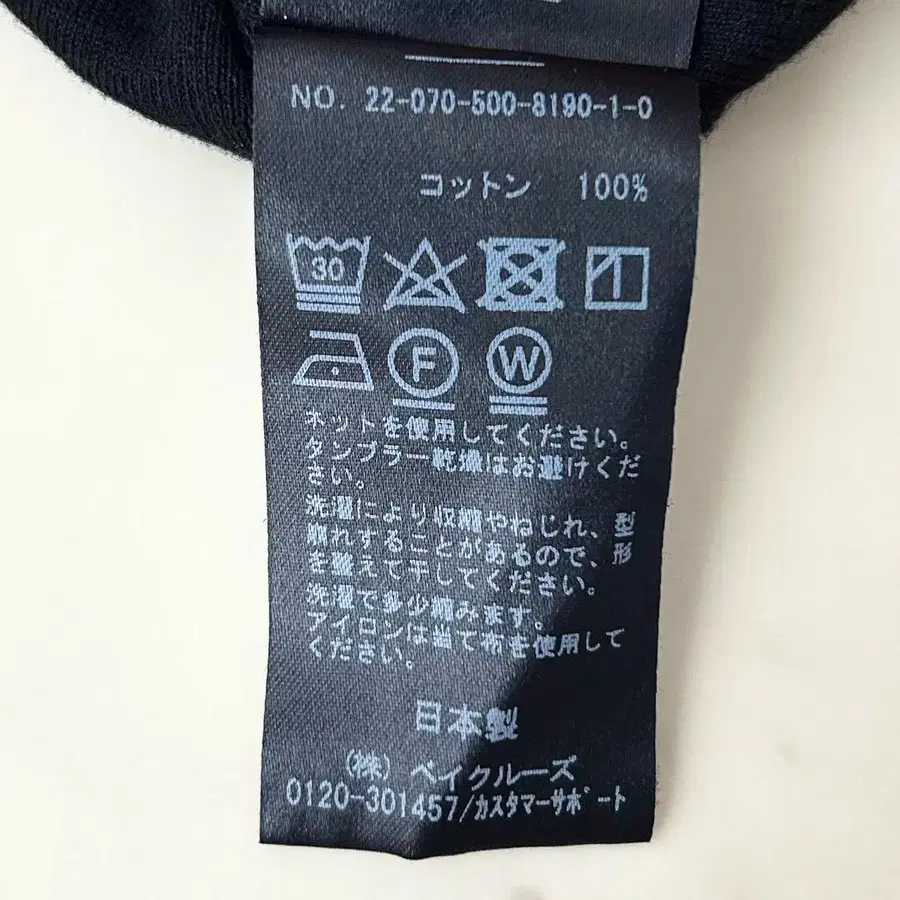 NO. 22-070-500-8190-1-0
コットン 100%
30
F W
ネットを使用してください。
タンブラー乾燥はお避けくだ
さい。
洗濯により収縮やねじれ、型
崩れすることがあるので、形
を整えて干してください。
洗濯で多少縮みます。
アイロンは当て布を使用して
ください。
日本製
(株) ベイクルーズ
0120-301457/カスタマーサポート